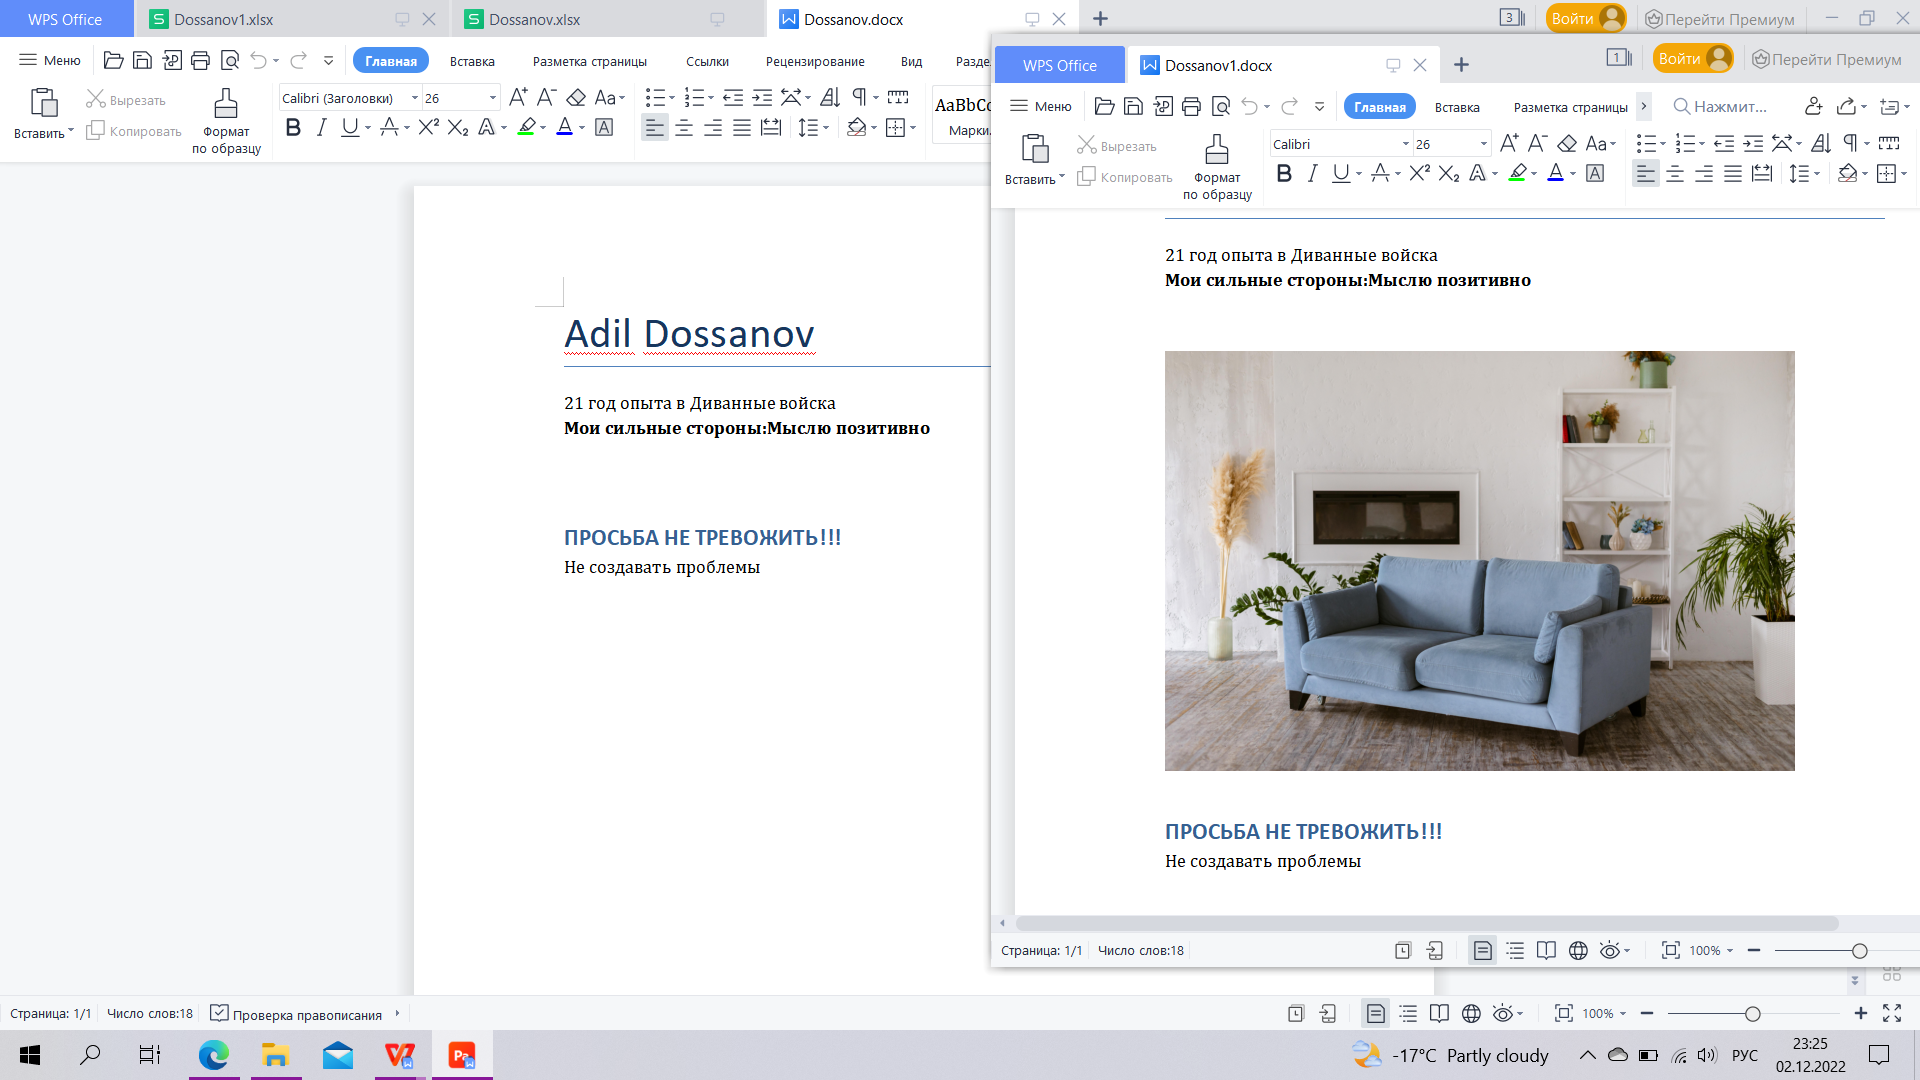 WPS Office
Dossanov1.xlsx
Dossanov.xlsx
Dossanov.docx
3
Войти
Перейти Премиум
Меню
Главная
Вставка
Разметка страницы
Ссылки
Рецензирование
Вид
Вставить
Вырезать
Копировать
Формат
по образцу
Calibri (Заголовки)
26
Aa
AaBbCc
Марки.
Adil Dossanov
21 год опыта в Диванные войска
Мои сильные стороны:Мыслю позитивно
ПРОСЬБА НЕ ТРЕВОЖИТЬ!!!
Не создавать проблемы
WPS Office
Dossanov1.docx
1
Войти
Перейти Премиум
Меню
Главная
Вставка
Разметка страницы
Нажмит...
Вставить
Вырезать
Копировать
Формат
по образцу
Calibri
26
Aa
21 год опыта в Диванные войска
Мои сильные стороны:Мыслю позитивно
ПРОСЬБА НЕ ТРЕВОЖИТЬ!!!
Не создавать проблемы
Страница: 1/1
Число слов:18
100%
Страница: 1/1
Число слов:18
Проверка правописания
100%
-17°C Partly cloudy
РУС
23:25
02.12.2022